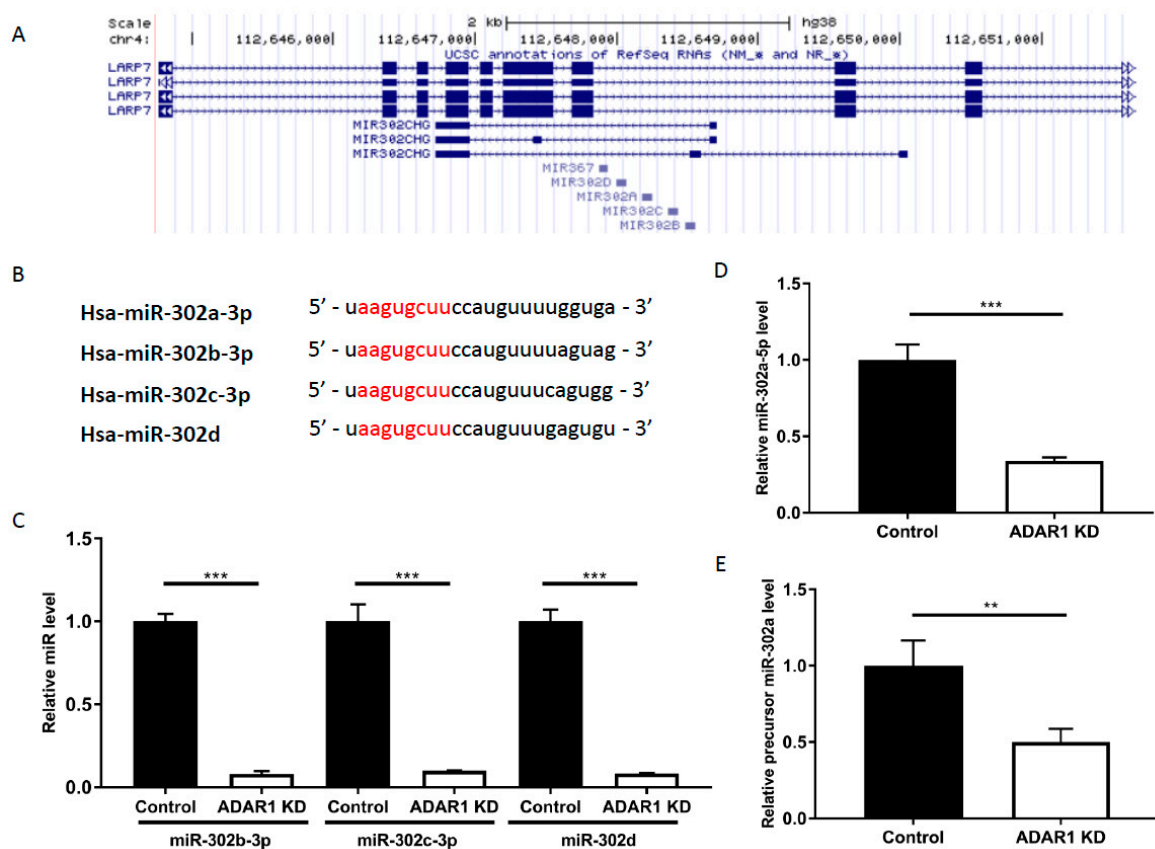 A
Scale 2 kb hg38
chr4: 112,646,000 112,647,000 112,648,000 112,649,000 112,650,000 112,651,000
UCSC annotations of RefSeq RNAs (NM_* and NR_*)
LARP7
LARP7
LARP7
LARP7
MIR302CHG
MIR302CHG
MIR302CHG
MIR367
MIR302D
MIR302A
MIR302C
MIR302B
B
Hsa-miR-302a-3p 5’ - uaagugcuuccauguuuugguga - 3’
Hsa-miR-302b-3p 5’ - uaagugcuuccauguuuuaguag - 3’
Hsa-miR-302c-3p 5’ - uaagugcuuccauguuucagugg - 3’
Hsa-miR-302d 5’ - uaagugcuuccauguuugagugu - 3’
C
Relative miR level
1.5
1.0
0.5
0.0
*** *** ***
Control ADAR1 KD Control ADAR1 KD Control ADAR1 KD
miR-302b-3p miR-302c-3p miR-302d
D
Relative miR-302a-5p level
1.5
1.0
0.5
0.0
***
Control ADAR1 KD
E
Relative precursor miR-302a level
1.5
1.0
0.5
0.0
**
Control ADAR1 KD